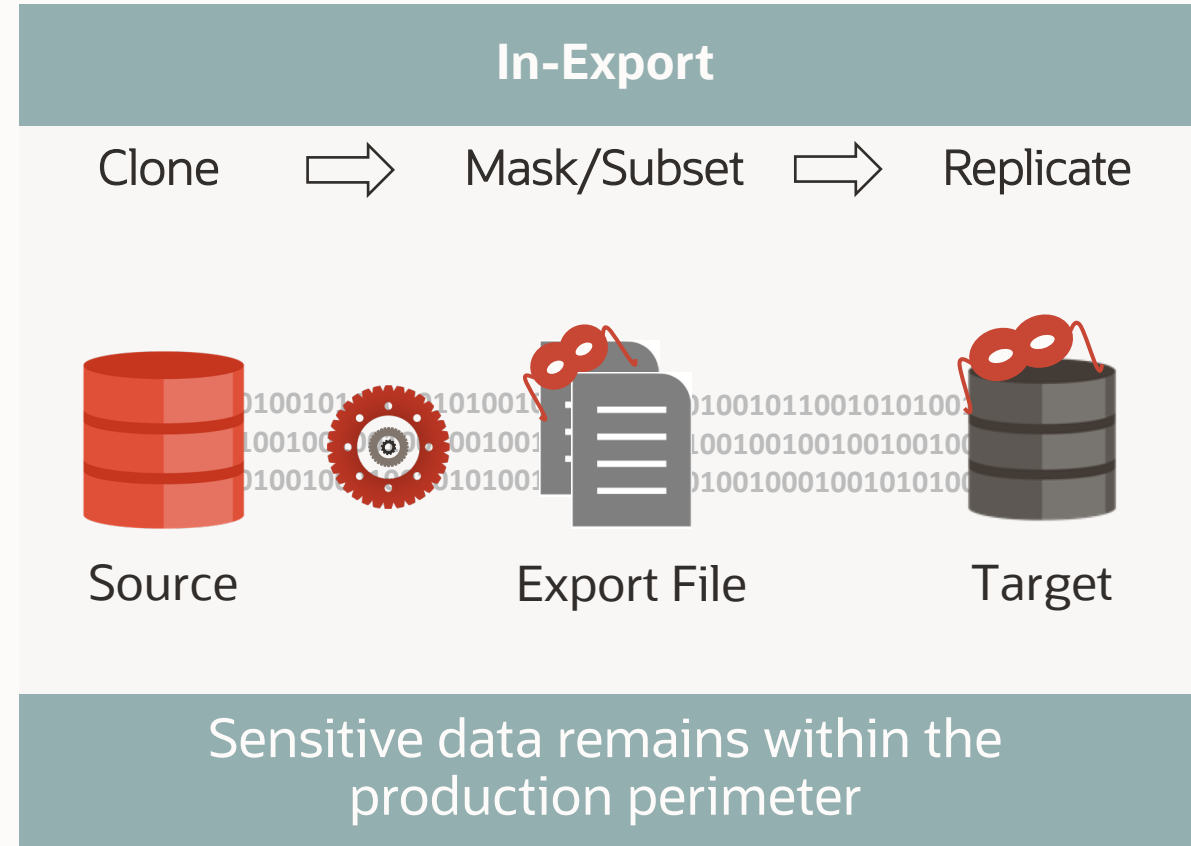 In-Export
Clone Mask/Subset Replicate
Source Export File Target
Sensitive data remains within the
production perimeter